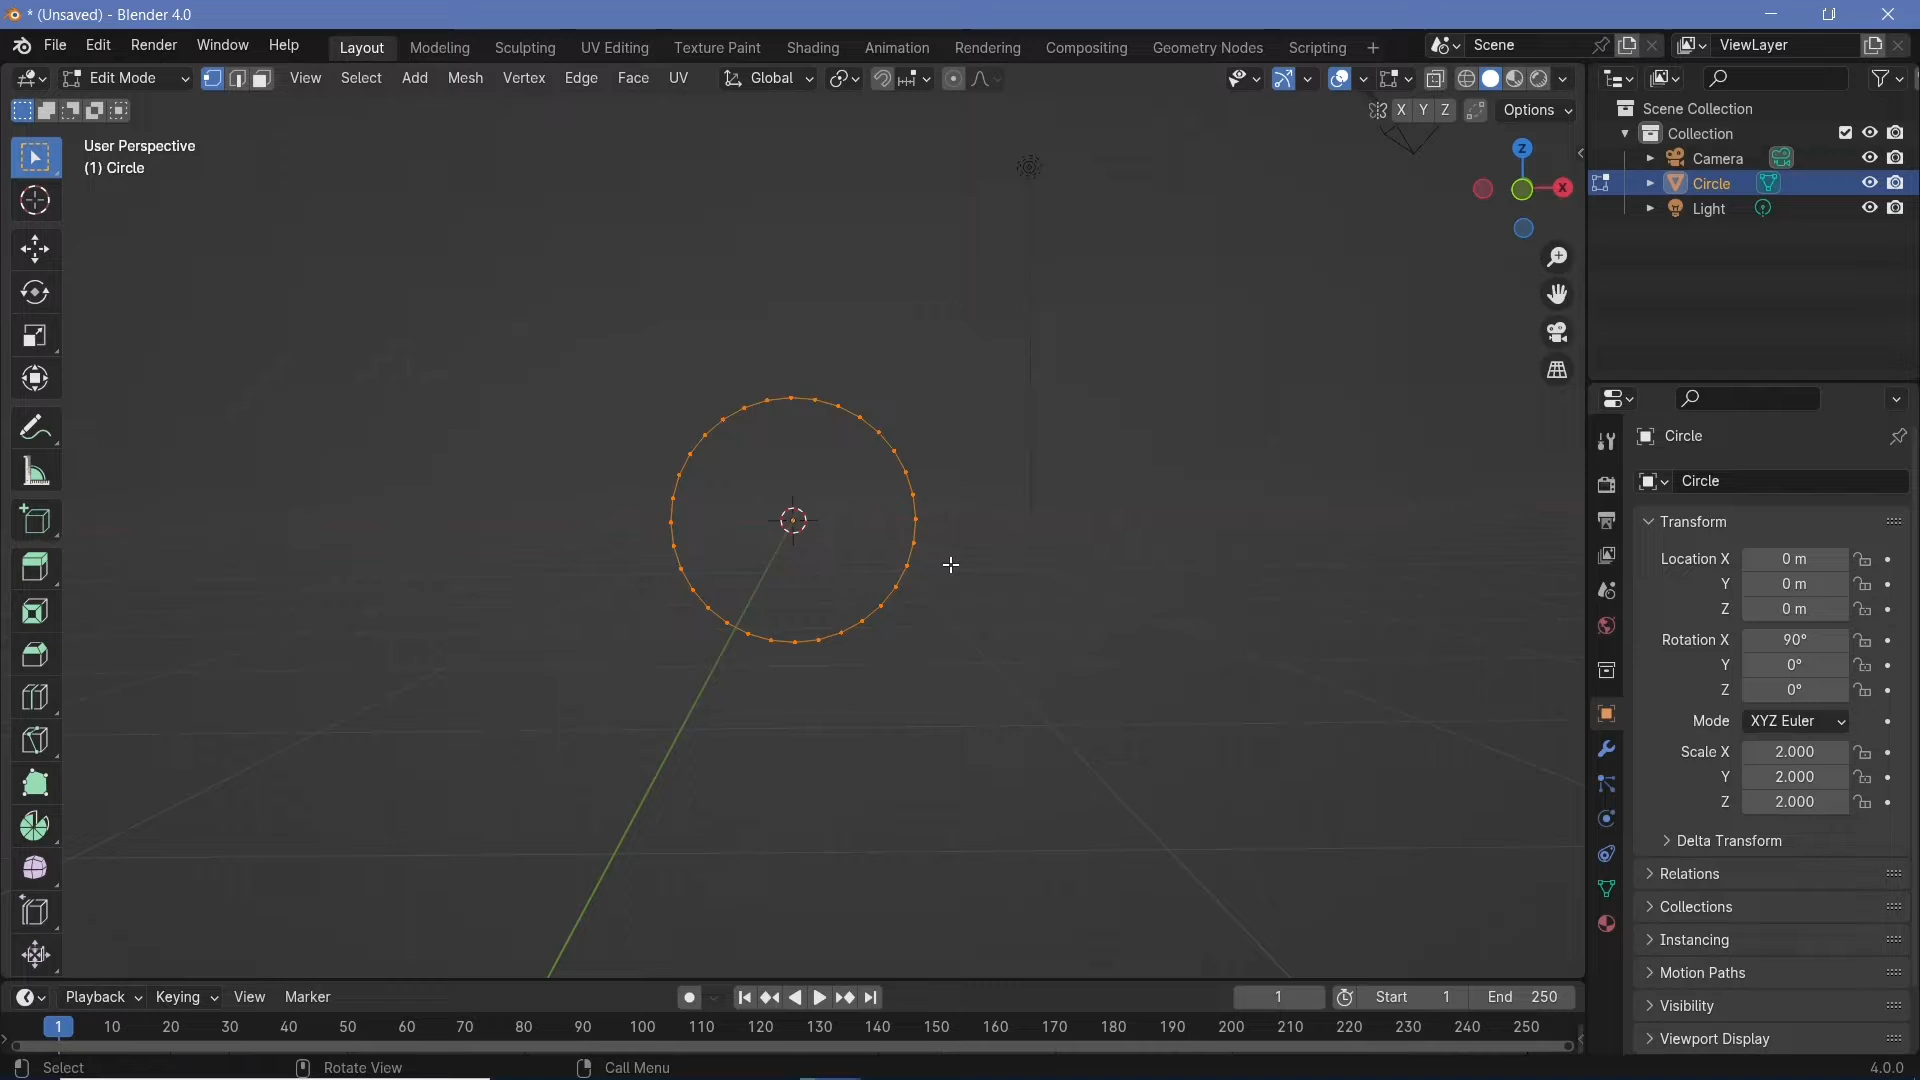 * (Unsaved) - Blender 4.0
File Edit Render Window Help Layout Modeling Sculpting UV Editing Texture Paint Shading Animation Rendering Compositing Geometry Nodes Scripting + Scene ViewLayer
Edit Mode View Select Add Mesh Vertex Edge Face UV Global
X Y Z Options
User Perspective
(1) Circle
Z
X
Scene Collection
Collection
Camera
Circle
Light
Circle
Circle
Transform
Location X 0 m
Y 0 m
Z 0 m
Rotation X 90°
Y 0°
Z 0°
Mode XYZ Euler
Scale X 2.000
Y 2.000
Z 2.000
Delta Transform
Relations
Collections
Instancing
Motion Paths
Visibility
Viewport Display
Playback Keying View Marker 1 Start 1 End 250
1 10 20 30 40 50 60 70 80 90 100 110 120 130 140 150 160 170 180 190 200 210 220 230 240 250
Select Rotate View Call Menu 4.0.0